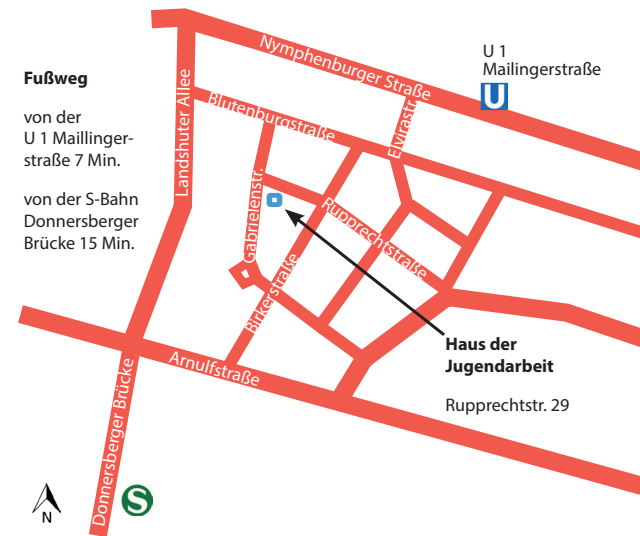 Fußweg
von der
U 1 Maillinger-
straße 7 Min.
von der S-Bahn
Donnersberger
Brücke 15 Min.
U 1
Mailingerstraße
U
Nymphenburger Straße
Landshuter Allee
Blutenburgstraße
Elvirastr.
Gabrielenstr.
Rupprechtstraße
Birkerstraße
Haus der
Jugendarbeit
Rupprechtstr. 29
Arnulfstraße
Donnersberger Brücke
N
S